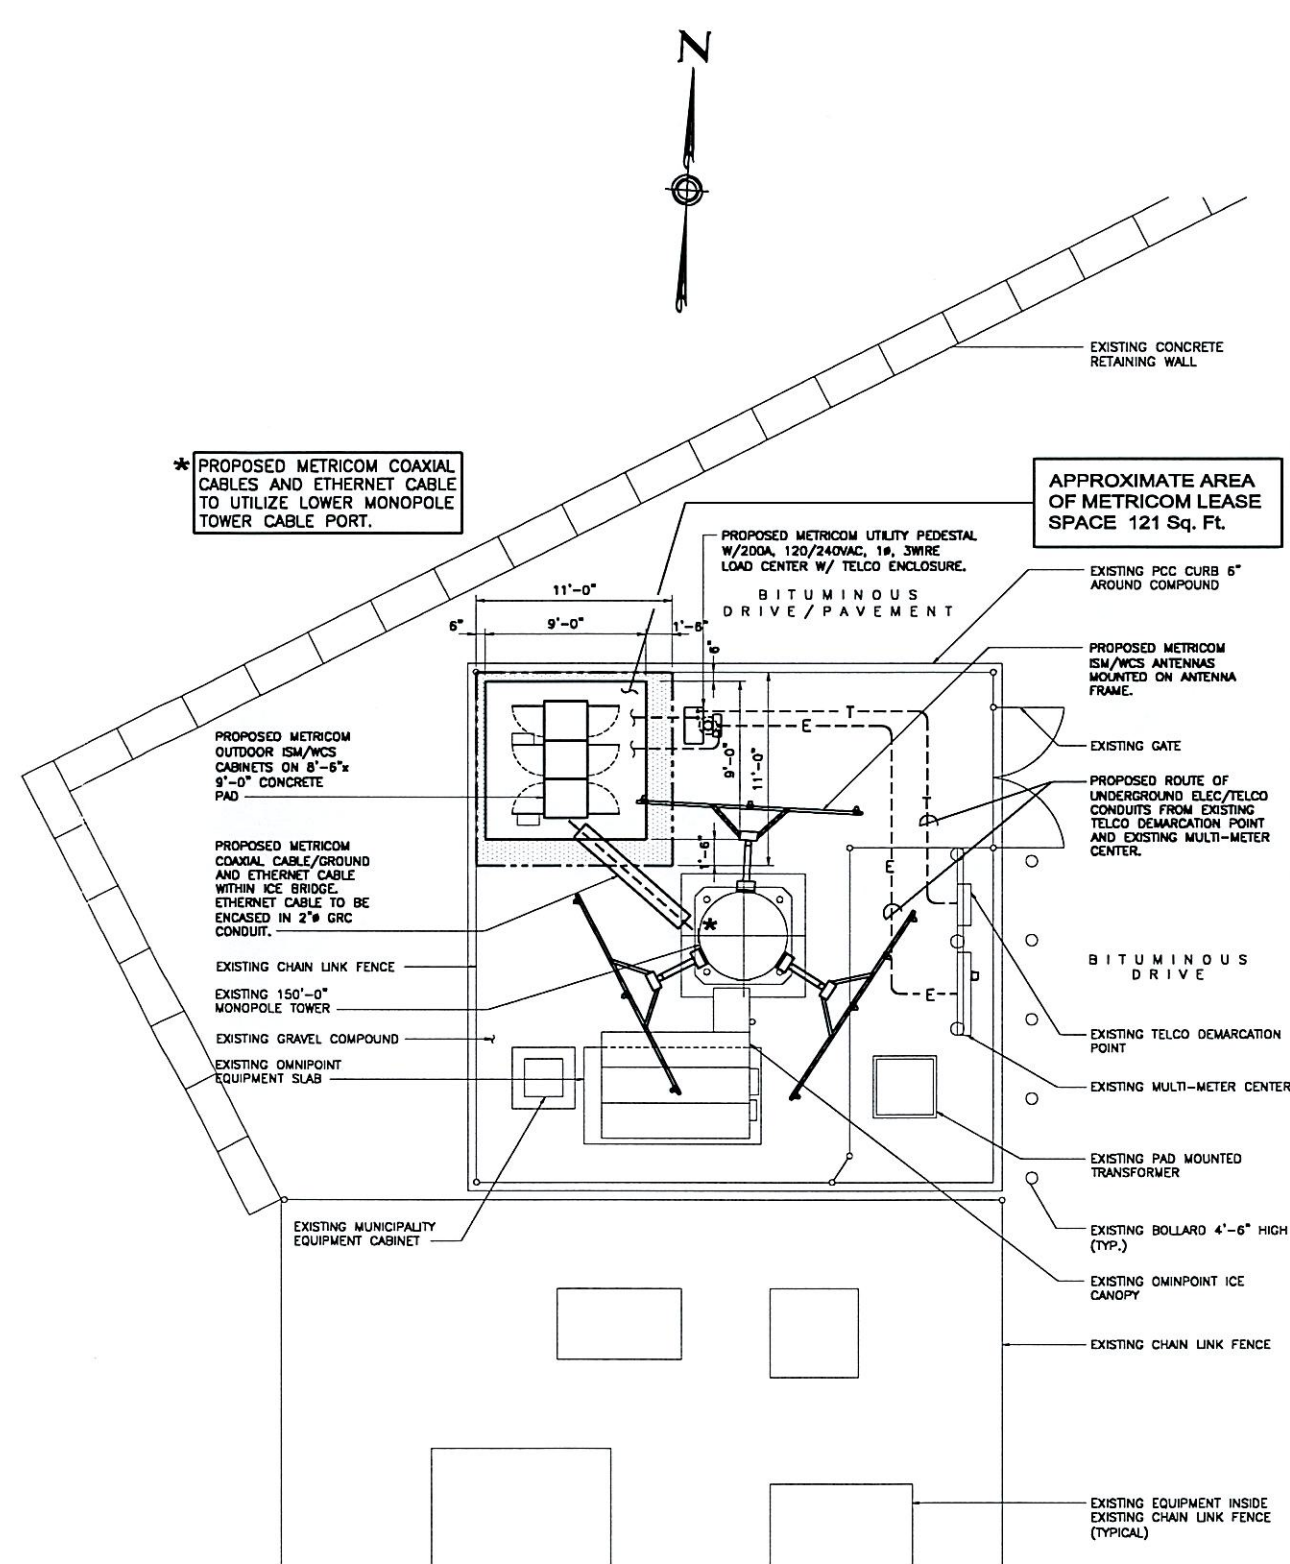 N
EXISTING CONCRETE
RETAINING WALL
* PROPOSED METRICOM COAXIAL
CABLES AND ETHERNET CABLE
TO UTILIZE LOWER MONOPOLE
TOWER CABLE PORT.
APPROXIMATE AREA
OF METRICOM LEASE
SPACE 121 Sq. Ft.
PROPOSED METRICOM UTILITY PEDESTAL
W/200A, 120/240VAC, 1ø, 3WIRE
LOAD CENTER W/ TELCO ENCLOSURE.
BITUMINOUS
DRIVE/PAVEMENT
EXISTING PCC CURB 6"
AROUND COMPOUND
11'-0"
6"
9'-0"
1'-6"
6"
9'-0"
11'-0"
1'-6"
PROPOSED METRICOM
ISM/WCS ANTENNAS
MOUNTED ON ANTENNA
FRAME.
T
E
T
E
E
*
PROPOSED METRICOM
OUTDOOR ISM/WCS
CABINETS ON 8'-6"x
9'-0" CONCRETE
PAD
EXISTING GATE
PROPOSED ROUTE OF
UNDERGROUND ELEC/TELCO
CONDUITS FROM EXISTING
TELCO DEMARCATION POINT
AND EXISTING MULTI-METER
CENTER.
PROPOSED METRICOM
COAXIAL CABLE/GROUND
AND ETHERNET CABLE
WITHIN ICE BRIDGE.
ETHERNET CABLE TO BE
ENCASED IN 2"ø GRC
CONDUIT.
EXISTING CHAIN LINK FENCE
BITUMINOUS
DRIVE
EXISTING 150'-0"
MONOPOLE TOWER
EXISTING GRAVEL COMPOUND
EXISTING OMNIPOINT
EQUIPMENT SLAB
EXISTING TELCO DEMARCATION
POINT
EXISTING MULTI-METER CENTER
EXISTING PAD MOUNTED
TRANSFORMER
EXISTING MUNICIPALITY
EQUIPMENT CABINET
EXISTING BOLLARD 4'-6" HIGH
(TYP.)
EXISTING OMINPOINT ICE
CANOPY
EXISTING CHAIN LINK FENCE
EXISTING EQUIPMENT INSIDE
EXISTING CHAIN LINK FENCE
(TYPICAL)